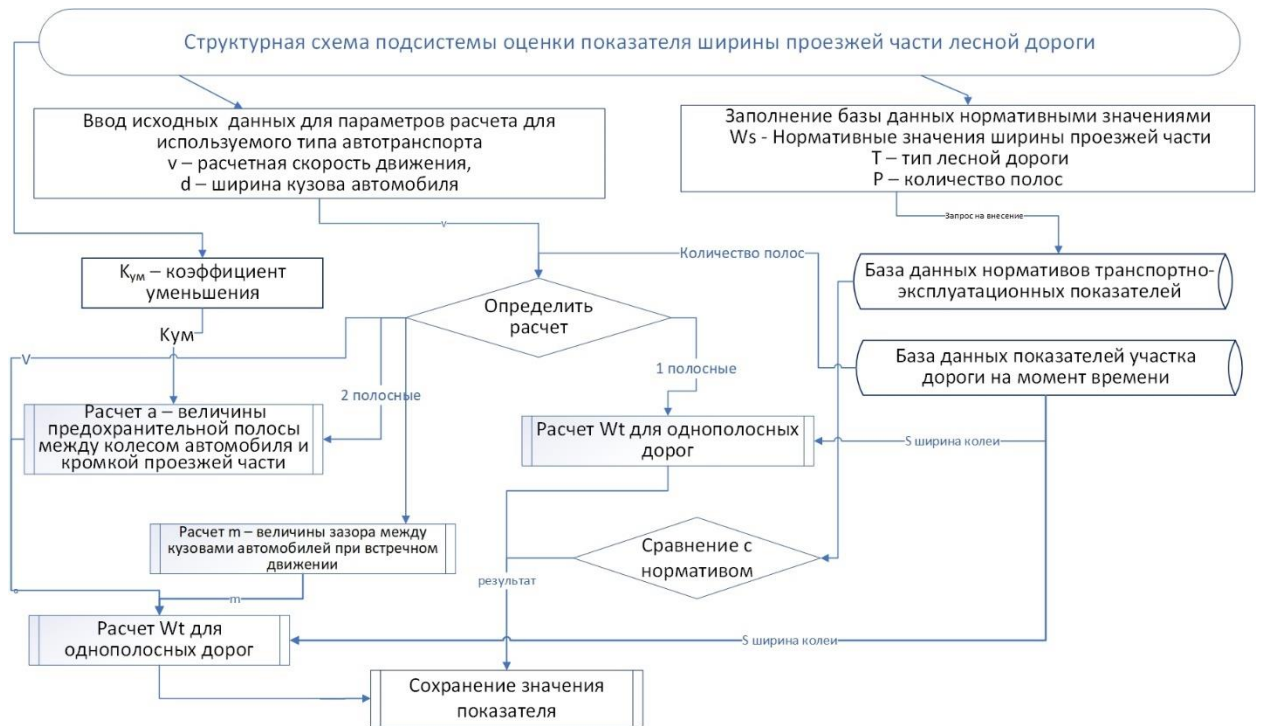 Структурная схема подсистемы оценки показателя ширины проезжей части лесной дороги
Ввод исходных данных для параметров расчета для
используемого типа автотранспорта
v – расчетная скорость движения,
d – ширина кузова автомобиля
Заполнение базы данных нормативными значениями
Ws - Нормативные значения ширины проезжей части
T – тип лесной дороги
P – количество полос
Запрос на внесение
v
Количество полос
Kум – коэффициент
уменьшения
База данных нормативов транспортно-
эксплуатационных показателей
Определить
расчет
Kум
V
1 полосные
База данных показателей участка
дороги на момент времени
2 полосные
Расчет a – величины
предохранительной полосы
между колесом автомобиля и
кромкой проезжей части
Расчет Wt для однополосных
дорог
S ширина колеи
Расчет m – величины зазора между
кузовами автомобилей при встречном
движении
Сравнение с
нормативом
результат
m
Расчет Wt для
однополосных дорог
S ширина колеи
Сохранение значения
показателя